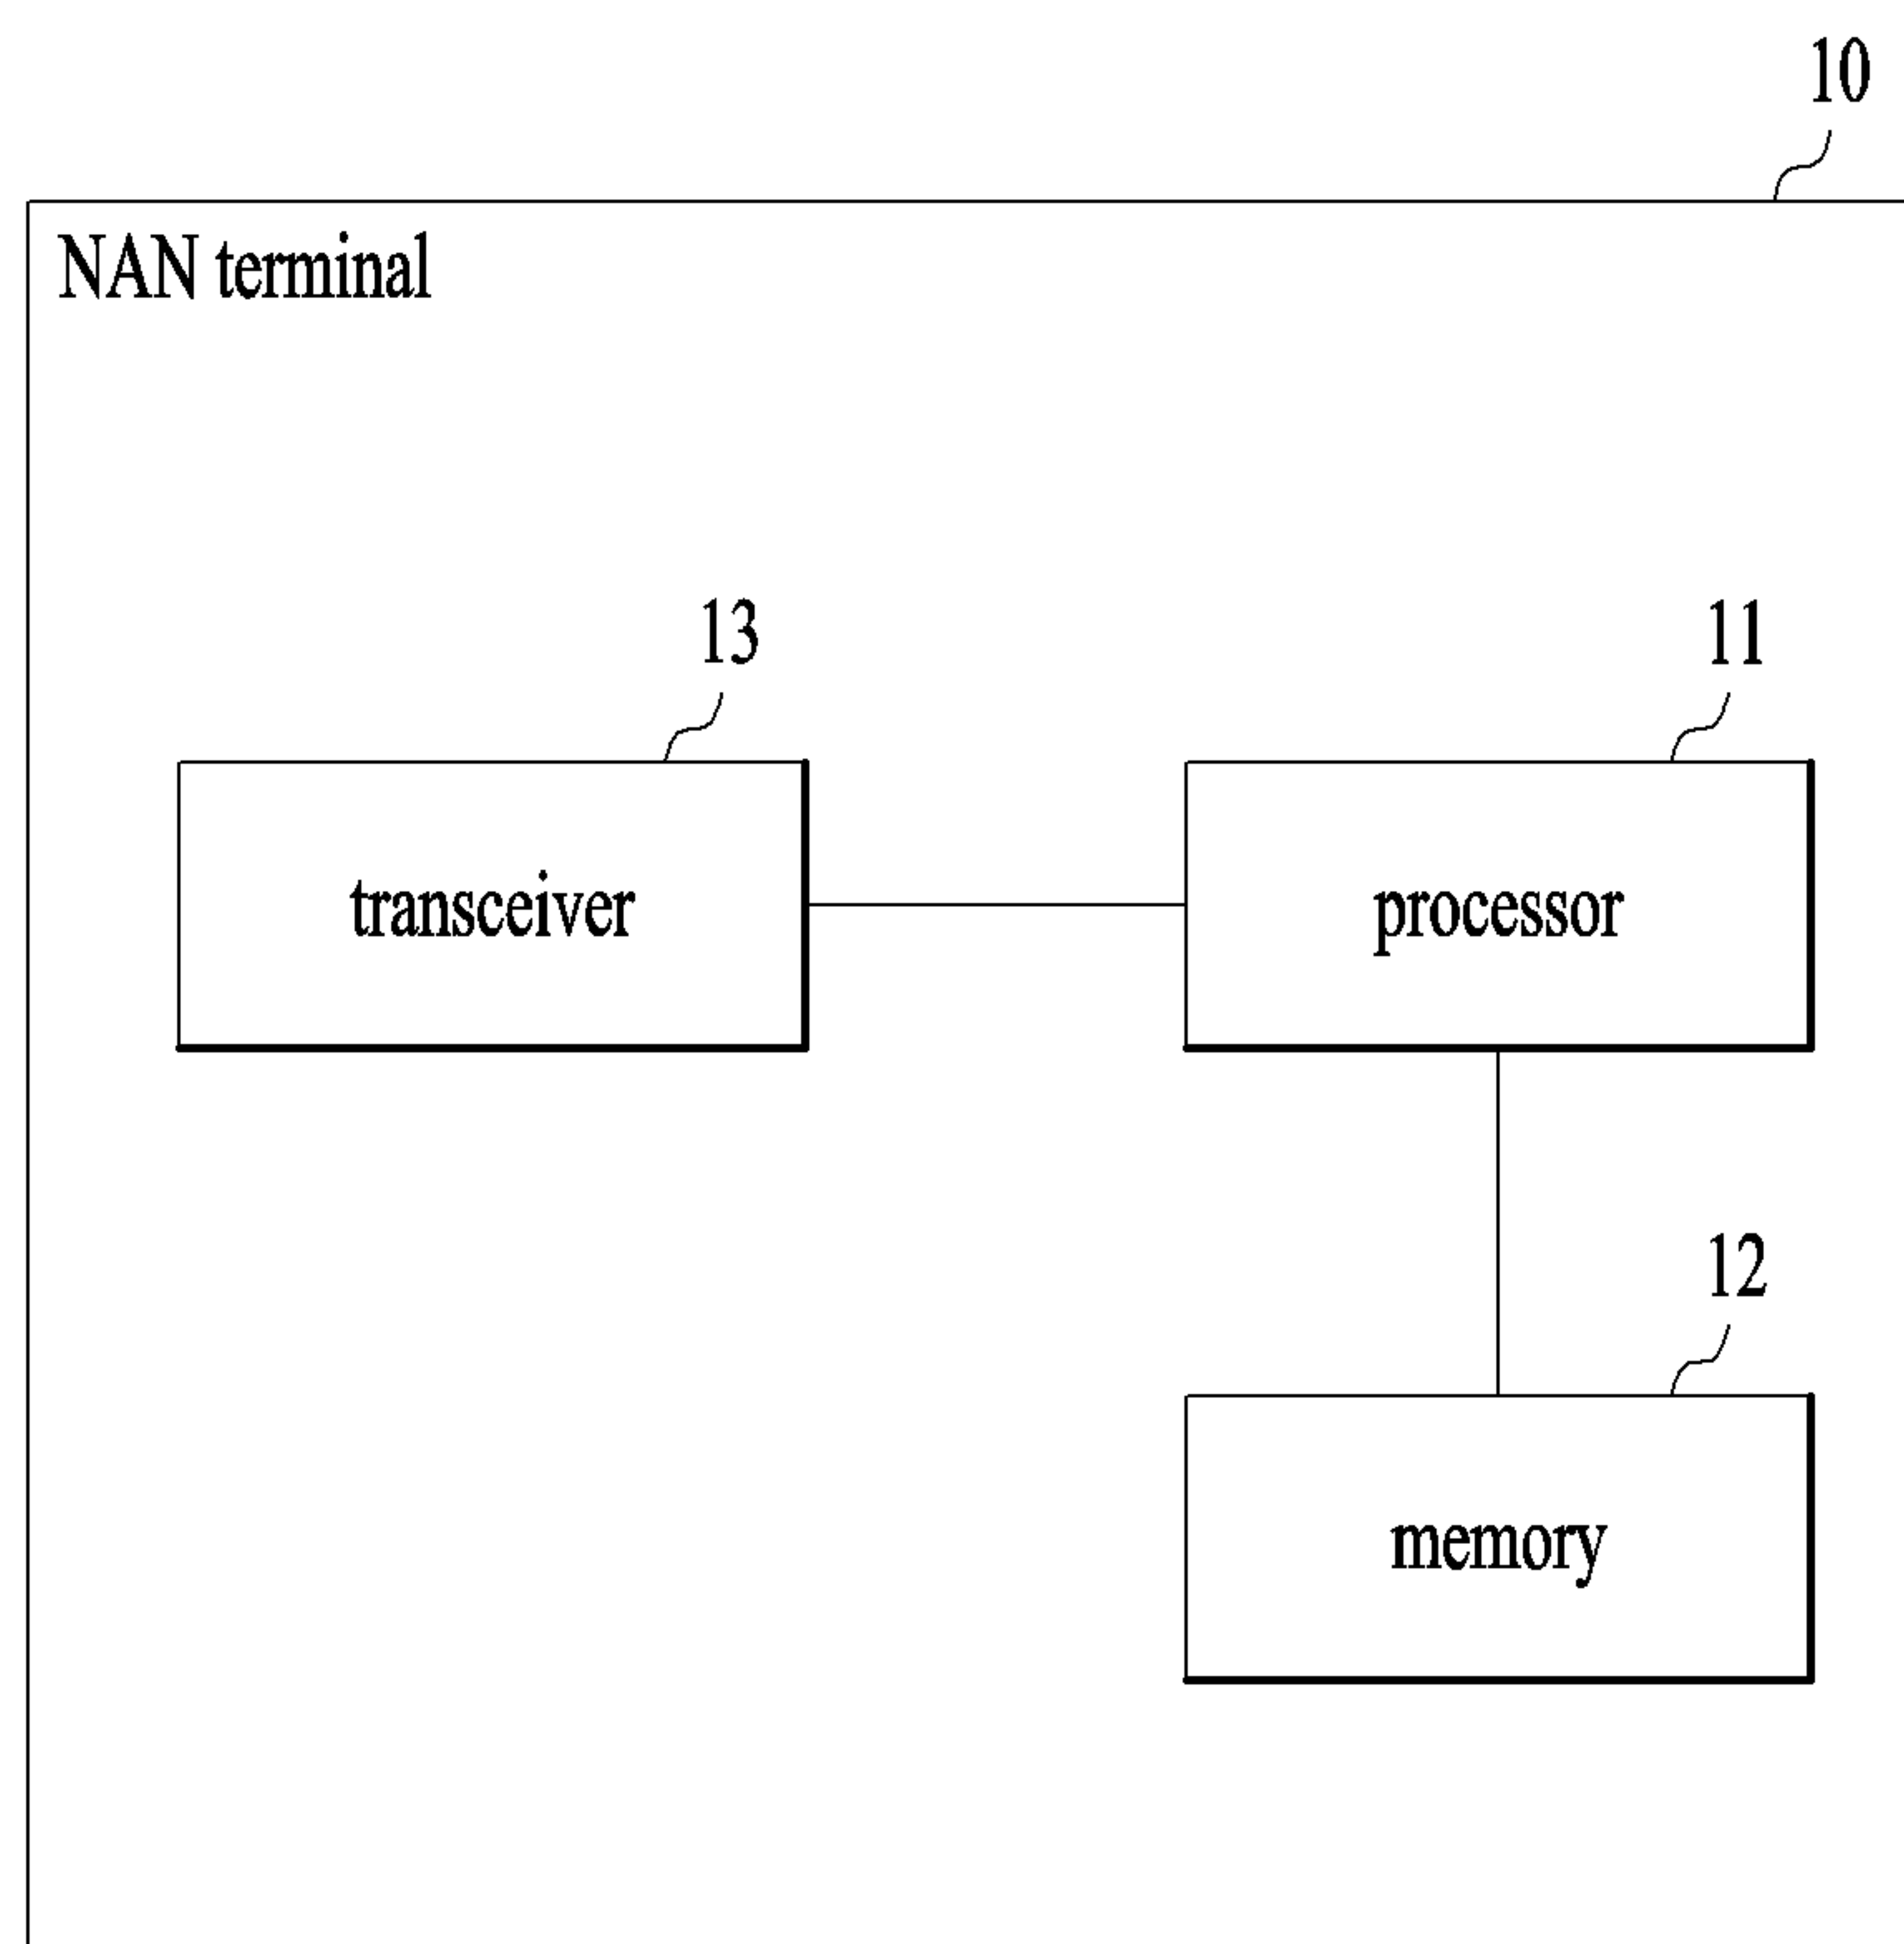 10
NAN terminal
13
11
transceiver
processor
12
memory